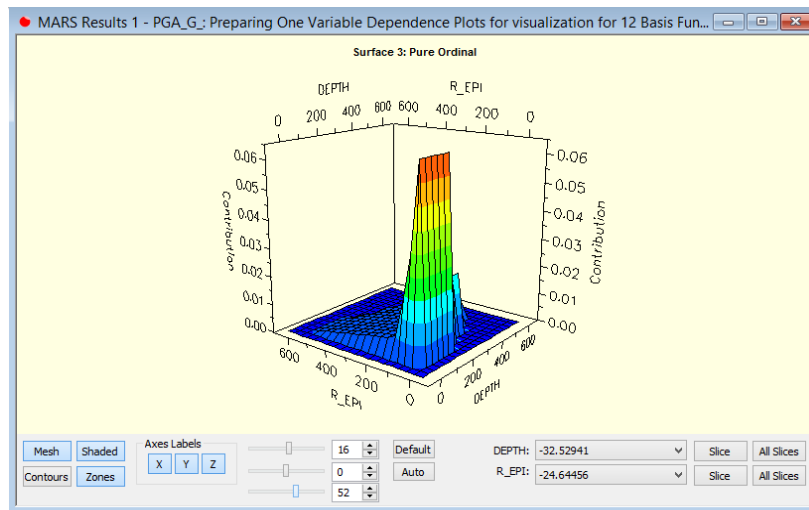 MARS Results 1 - PGA_G_: Preparing One Variable Dependence Plots for visualization for 12 Basis Fun...
Surface 3: Pure Ordinal
DEPTH R_EPI
0 200 400 600 600 400 200 0
0.06 0.06
0.05 0.05
0.04 0.04
0.03 0.03
0.02 0.02
0.01 0.01
0.00 0.00
Contribution Contribution
600 400 200 0 0 200 400 600
R_EPI DEPTH
Mesh Shaded Axes Labels 16 Default DEPTH: -32.52941 Slice All Slices
X Y Z 0 Auto R_EPI: -24.64456 Slice All Slices
Contours Zones 52